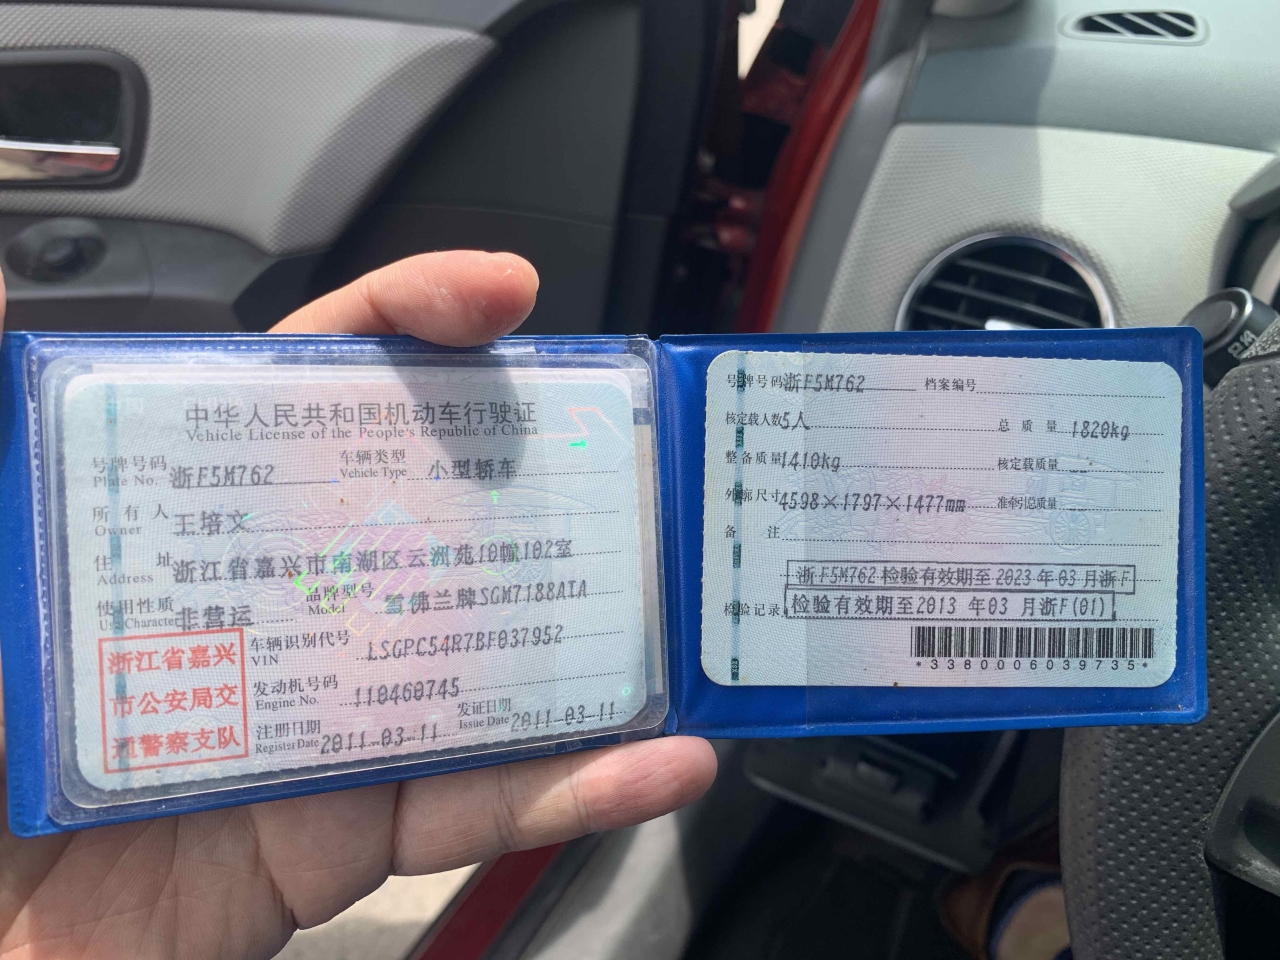 中华人民共和国机动车行驶证
Vehicle License of the People's Republic of China
号牌号码 浙F5M762 车辆类型 小型轿车
Plate No. Vehicle Type
所有人 王培文
Owner
住址 浙江省嘉兴市南湖区云洲苑10幢102室
Address
使用性质 非营运 品牌型号 雪佛兰牌SGM7188ATA
Use Character Model
浙江省嘉兴
市公安局交
通警察支队
车辆识别代号 LSGPC54R7BF037952
VIN
发动机号码 110460745
Engine No.
注册日期 2011-03-11 发证日期 2011-03-11
Register Date Issue Date
号牌号码 浙F5M762 档案编号
核定载人数 5人 总质量 1820kg
整备质量 1410kg 核定载质量
外廓尺寸 4598×1797×1477mm 准牵引总质量
备注
浙F5M762 检验有效期至2023年03月浙F
检验记录 检验有效期至2013年03月浙F(01)
*3380006039735*